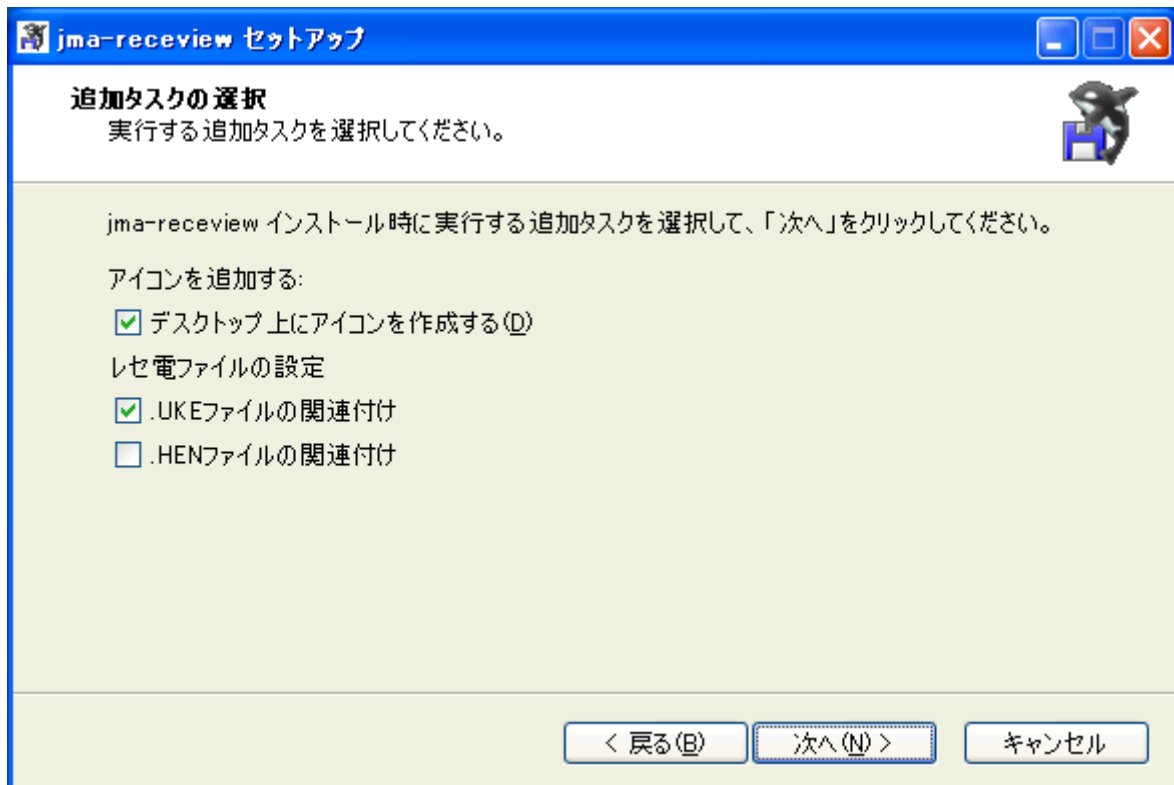 jma-receview セットアップ
追加タスクの選択
実行する追加タスクを選択してください。
jma-receview インストール時に実行する追加タスクを選択して、「次へ」をクリックしてください。
アイコンを追加する:
デスクトップ上にアイコンを作成する(D)
レセ電ファイルの設定
.UKEファイルの関連付け
.HENファイルの関連付け
< 戻る(B) 次へ(N) > キャンセル